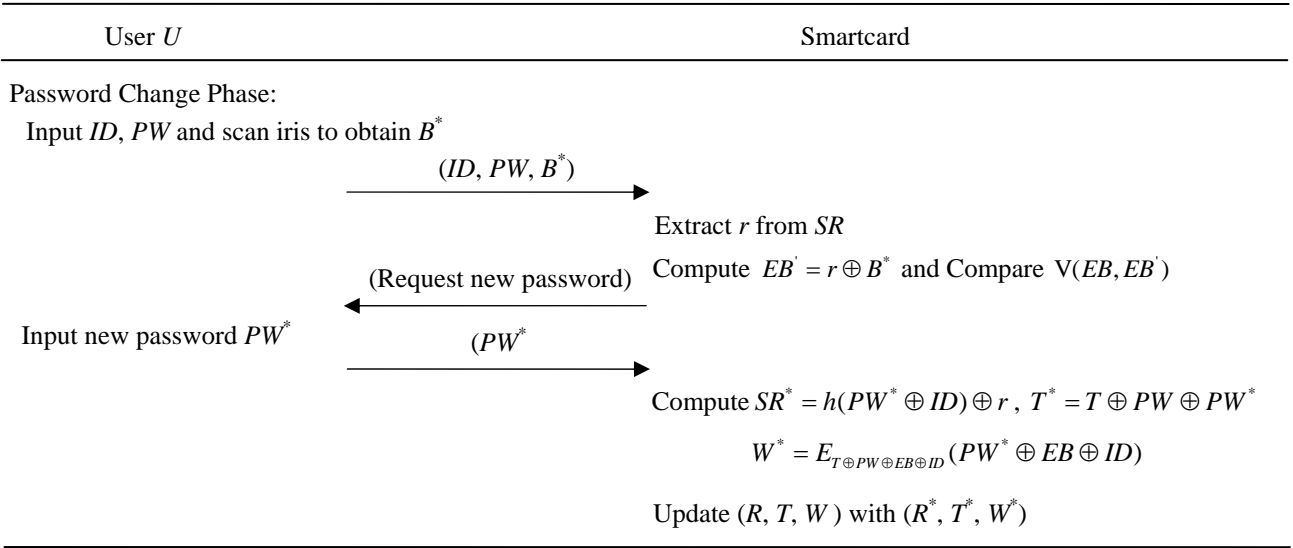 User U Smartcard
Password Change Phase:
Input ID, PW and scan iris to obtain B*
(ID, PW, B*)
Extract r from SR
Compute EB' = r ⊕ B* and Compare V(EB, EB')
(Request new password)
Input new password PW*
(PW*
Compute SR* = h(PW* ⊕ ID) ⊕ r , T* = T ⊕ PW ⊕ PW*
W* = E_{T⊕PW⊕EB⊕ID}(PW* ⊕ EB ⊕ ID)
Update (R, T, W ) with (R*, T*, W*)